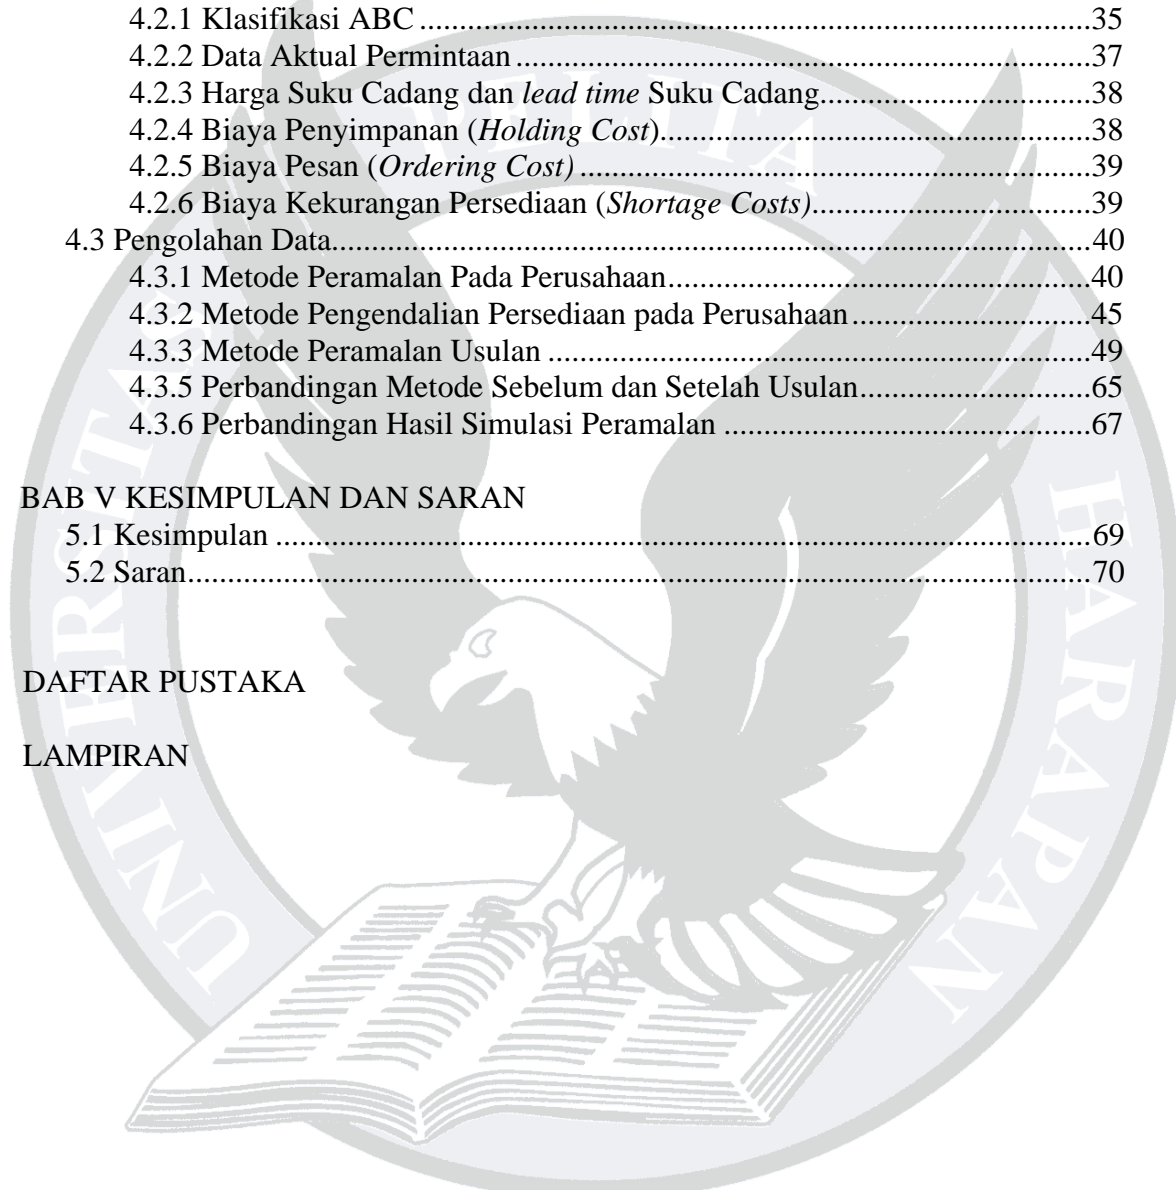 4.2.1 Klasifikasi ABC ....................................................................................35
4.2.2 Data Aktual Permintaan ........................................................................37
4.2.3 Harga Suku Cadang dan lead time Suku Cadang..................................38
4.2.4 Biaya Penyimpanan (Holding Cost)......................................................38
4.2.5 Biaya Pesan (Ordering Cost) ................................................................39
4.2.6 Biaya Kekurangan Persediaan (Shortage Costs)...................................39
4.3 Pengolahan Data..............................................................................................40
4.3.1 Metode Peramalan Pada Perusahaan.....................................................40
4.3.2 Metode Pengendalian Persediaan pada Perusahaan..............................45
4.3.3 Metode Peramalan Usulan ....................................................................49
4.3.5 Perbandingan Metode Sebelum dan Setelah Usulan.............................65
4.3.6 Perbandingan Hasil Simulasi Peramalan ..............................................67
BAB V KESIMPULAN DAN SARAN
5.1 Kesimpulan .....................................................................................................69
5.2 Saran................................................................................................................70
DAFTAR PUSTAKA
LAMPIRAN
UNIVERSITAS PELITA HARAPAN